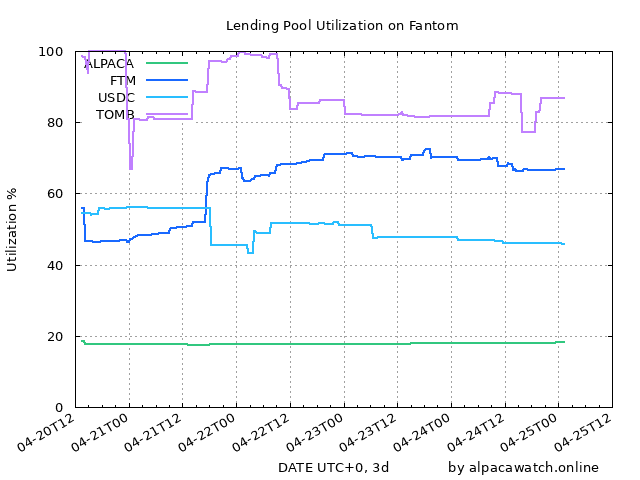 Lending Pool Utilization on Fantom
Utilization %
100
80
60
40
20
0
ALPACA
FTM
USDC
TOMB
04-20T12
04-21T00
04-21T12
04-22T00
04-22T12
04-23T00
04-23T12
04-24T00
04-24T12
04-25T00
04-25T12
DATE UTC+0, 3d
by alpacawatch.online